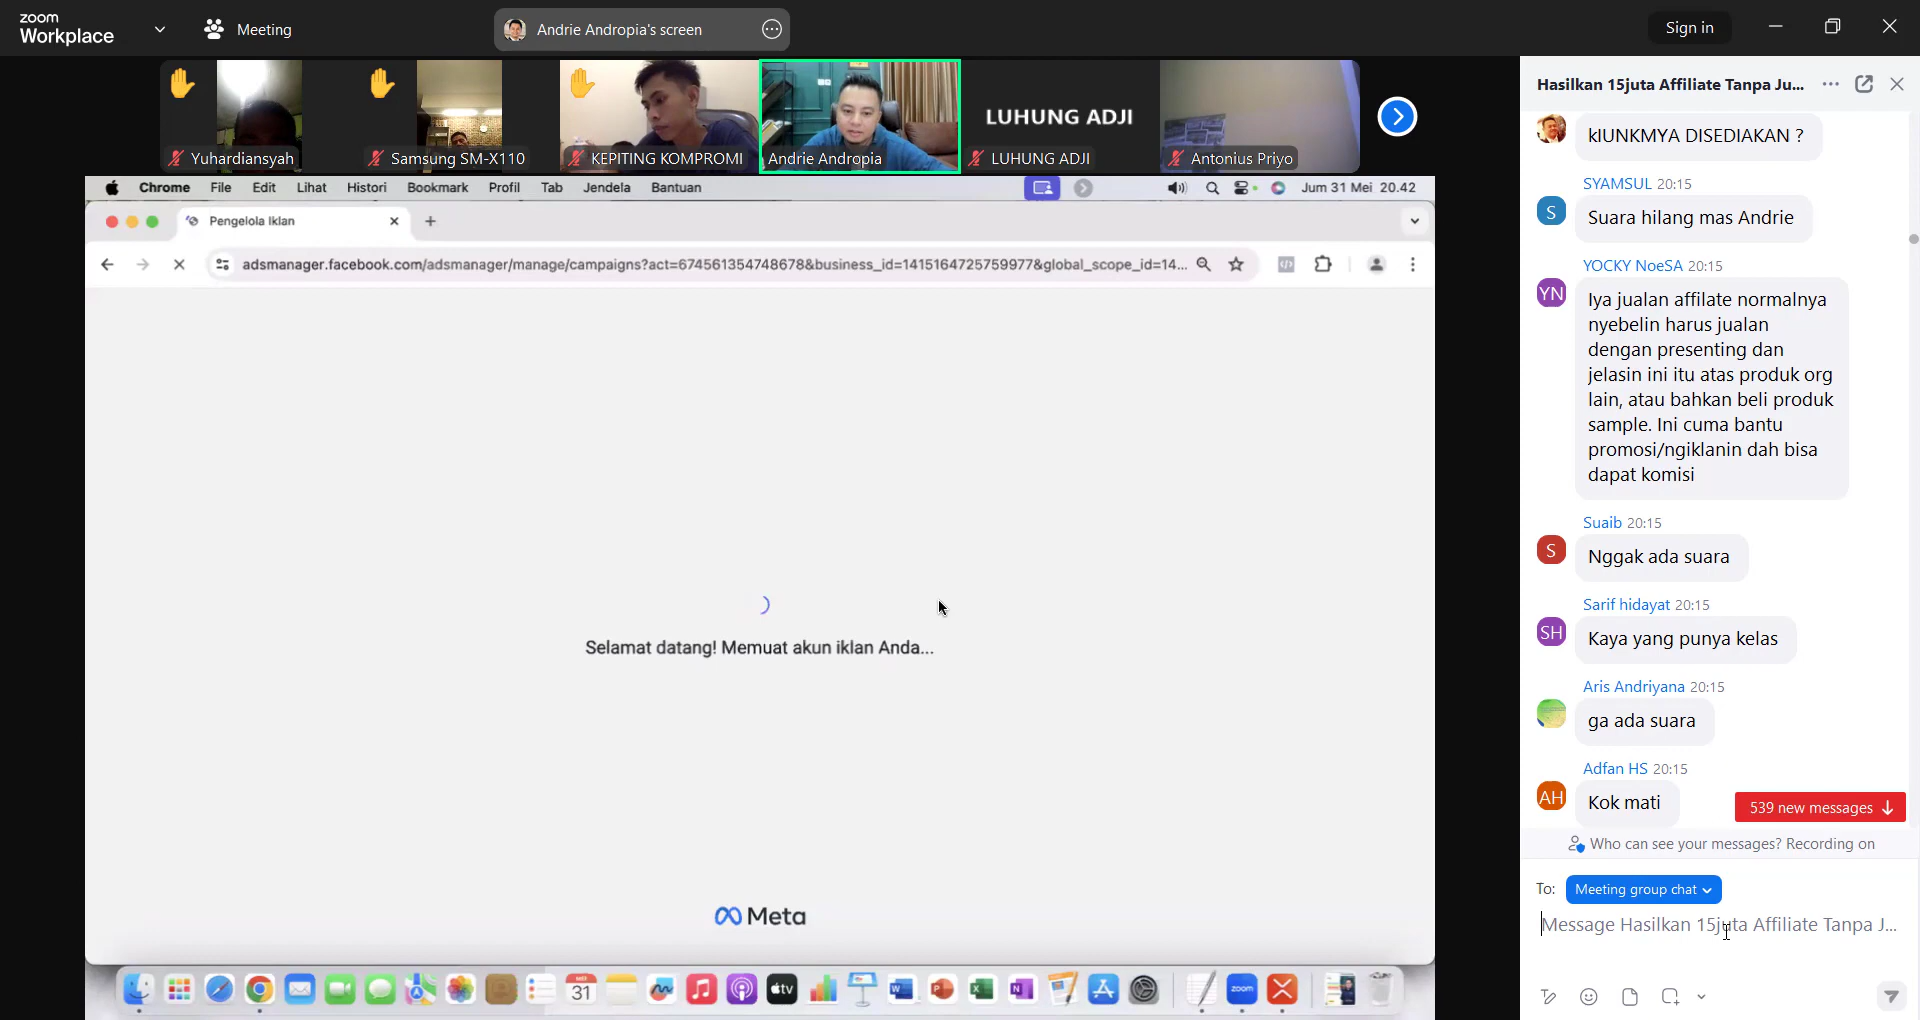 zoom
Workplace
Meeting
Andrie Andropia's screen
Sign in
Yuhardiansyah
Samsung SM-X110
KEPITING KOMPROMI
Andrie Andropia
LUHUNG ADJI
LUHUNG ADJI
Antonius Priyo
Chrome File Edit Lihat Histori Bookmark Profil Tab Jendela Bantuan
Jum 31 Mei 20.42
Pengelola Iklan
adsmanager.facebook.com/adsmanager/manage/campaigns?act=674561354748678&business_id=1415164725759977&global_scope_id=14...
Selamat datang! Memuat akun iklan Anda...
Meta
MEI
31
tv
zoom
Hasilkan 15juta Affiliate Tanpa Ju...
kIUNKMYA DISEDIAKAN ?
SYAMSUL 20:15
S
Suara hilang mas Andrie
YOCKY NoeSA 20:15
YN
Iya jualan affilate normalnya
nyebelin harus jualan
dengan presenting dan
jelasin ini itu atas produk org
lain, atau bahkan beli produk
sample. Ini cuma bantu
promosi/ngiklanin dah bisa
dapat komisi
Suaib 20:15
S
Nggak ada suara
Sarif hidayat 20:15
SH
Kaya yang punya kelas
Aris Andriyana 20:15
ga ada suara
Adfan HS 20:15
AH
Kok mati
539 new messages
Who can see your messages? Recording on
To: Meeting group chat
Message Hasilkan 15juta Affiliate Tanpa J...